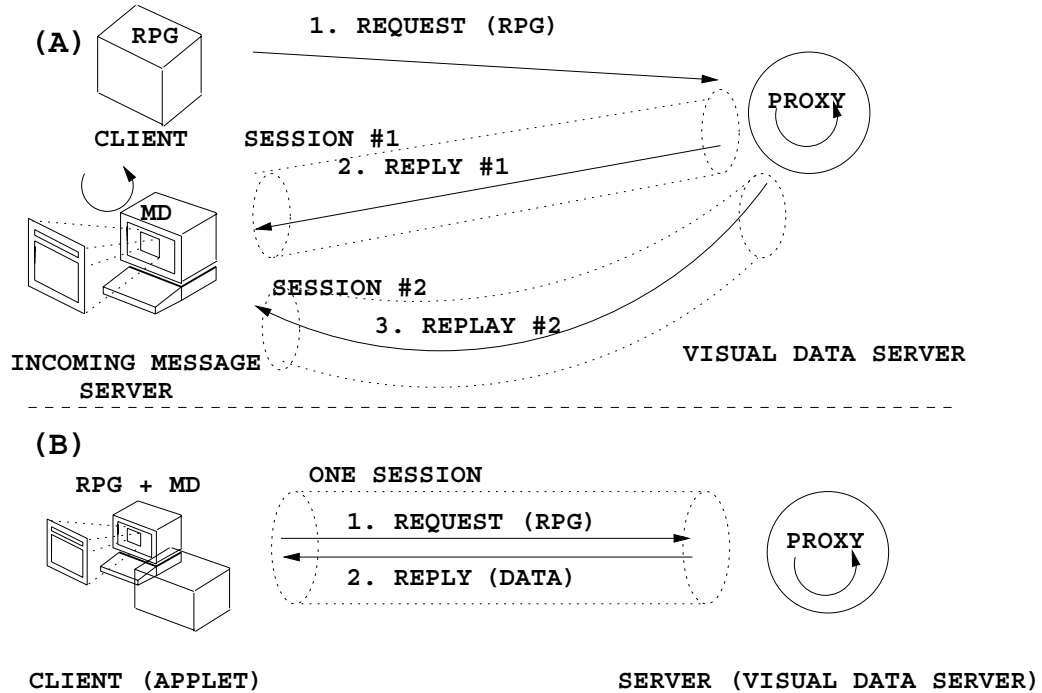 (A)
RPG
1. REQUEST (RPG)
PROXY
CLIENT
SESSION #1
2. REPLY #1
MD
SESSION #2
3. REPLAY #2
INCOMING MESSAGE
SERVER
VISUAL DATA SERVER
(B)
RPG + MD
ONE SESSION
1. REQUEST (RPG)
2. REPLY (DATA)
PROXY
CLIENT (APPLET)
SERVER (VISUAL DATA SERVER)